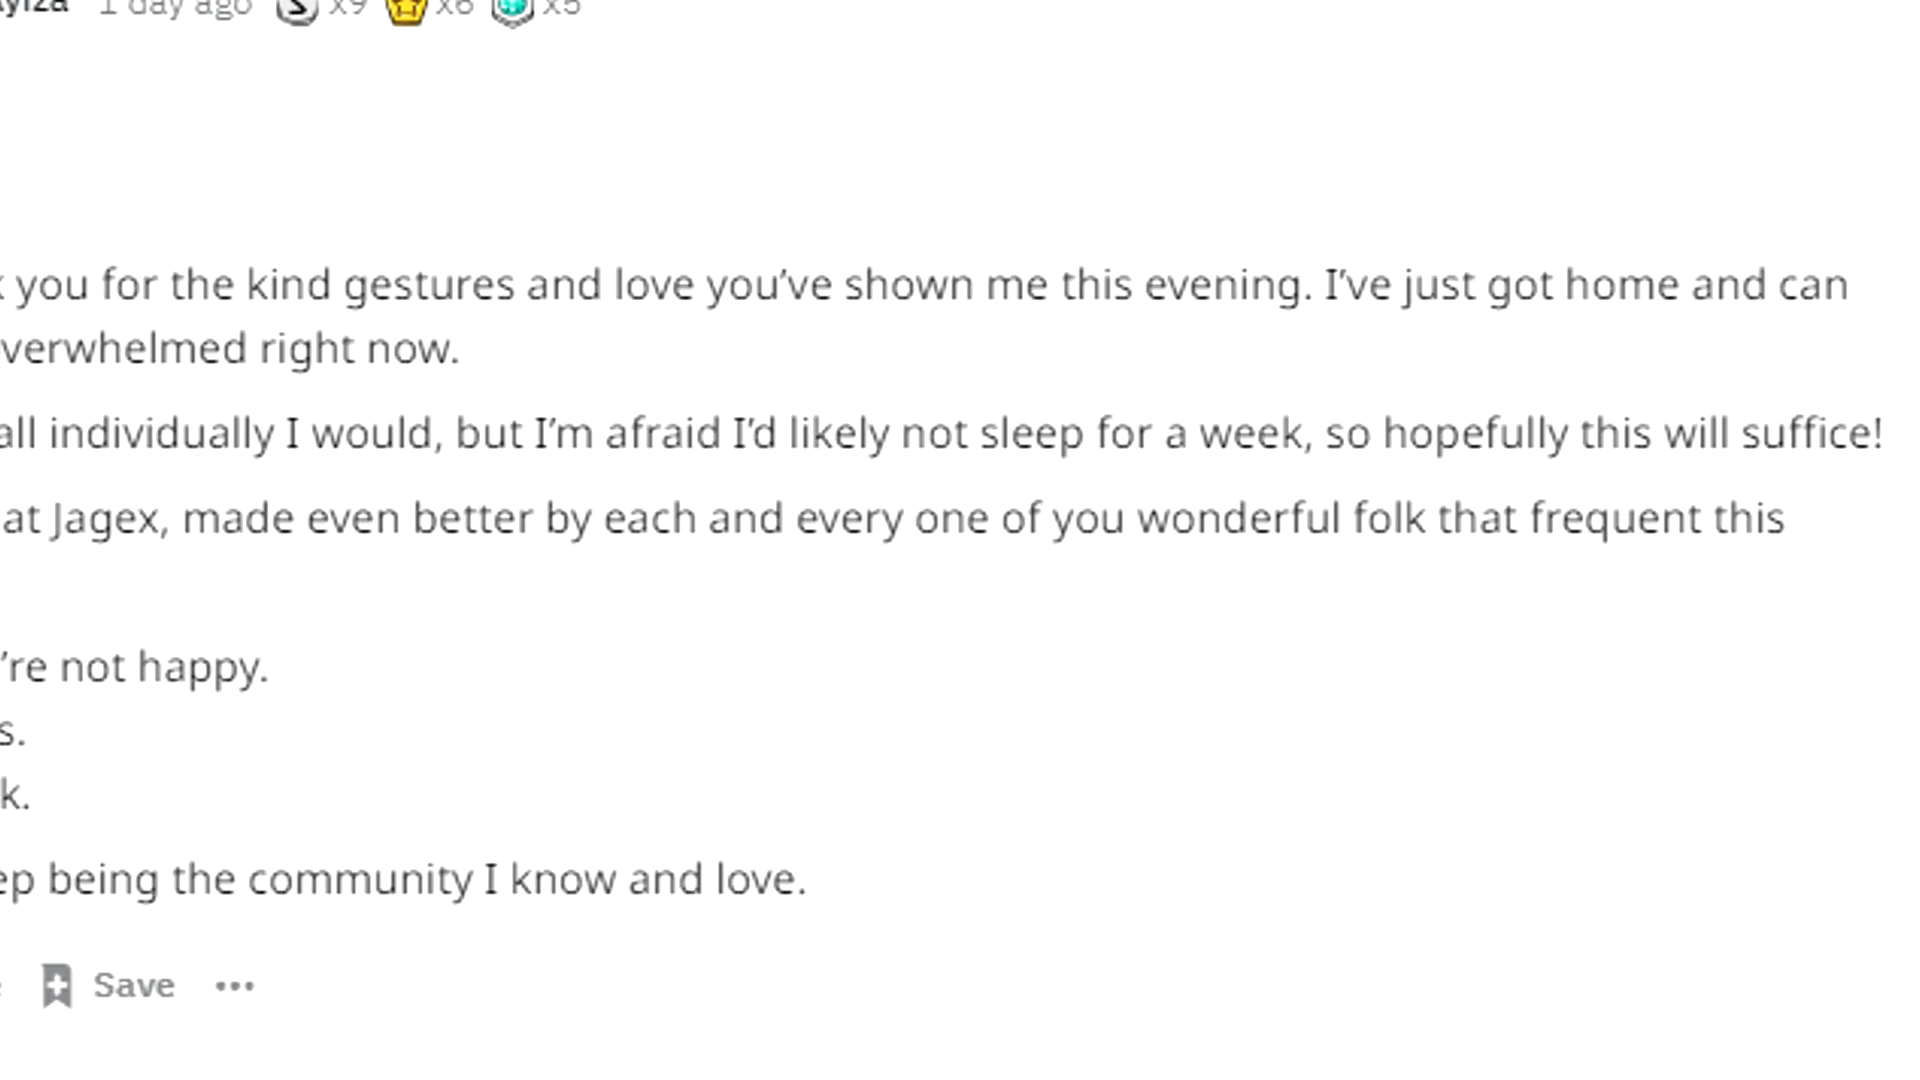 1 day ago x9 x6 x5
you for the kind gestures and love you’ve shown me this evening. I’ve just got home and can
verwhelmed right now.
all individually I would, but I’m afraid I’d likely not sleep for a week, so hopefully this will suffice!
at Jagex, made even better by each and every one of you wonderful folk that frequent this
’re not happy.
s.
k.
ep being the community I know and love.
Save